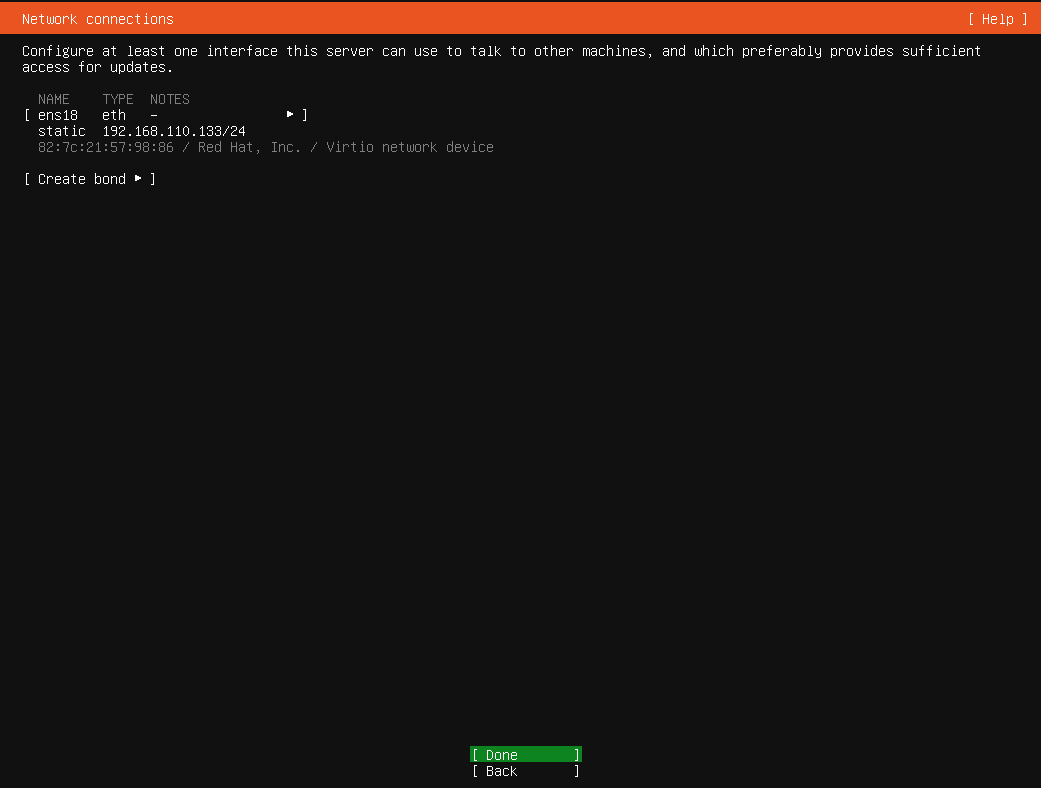 Network connections [ Help ]
Configure at least one interface this server can use to talk to other machines, and which preferably provides sufficient
access for updates.
NAME TYPE NOTES
[ ens18 eth - ▸ ]
static 192.168.110.133/24
82:7c:21:57:98:86 / Red Hat, Inc. / Virtio network device
[ Create bond ▸ ]
[ Done ]
[ Back ]